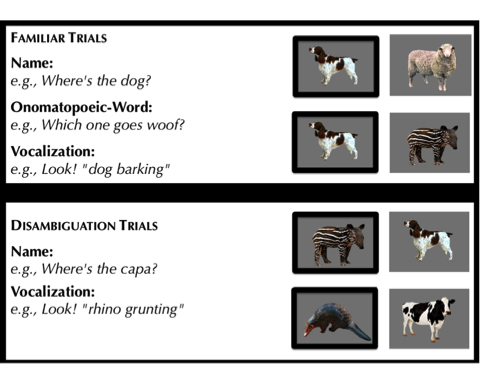 FAMILIAR TRIALS
Name:
e.g., Where's the dog?
Onomatopoeic-Word:
e.g., Which one goes woof?
Vocalization:
e.g., Look! "dog barking"
DISAMBIGUATION TRIALS
Name:
e.g., Where's the capa?
Vocalization:
e.g., Look! "rhino grunting"